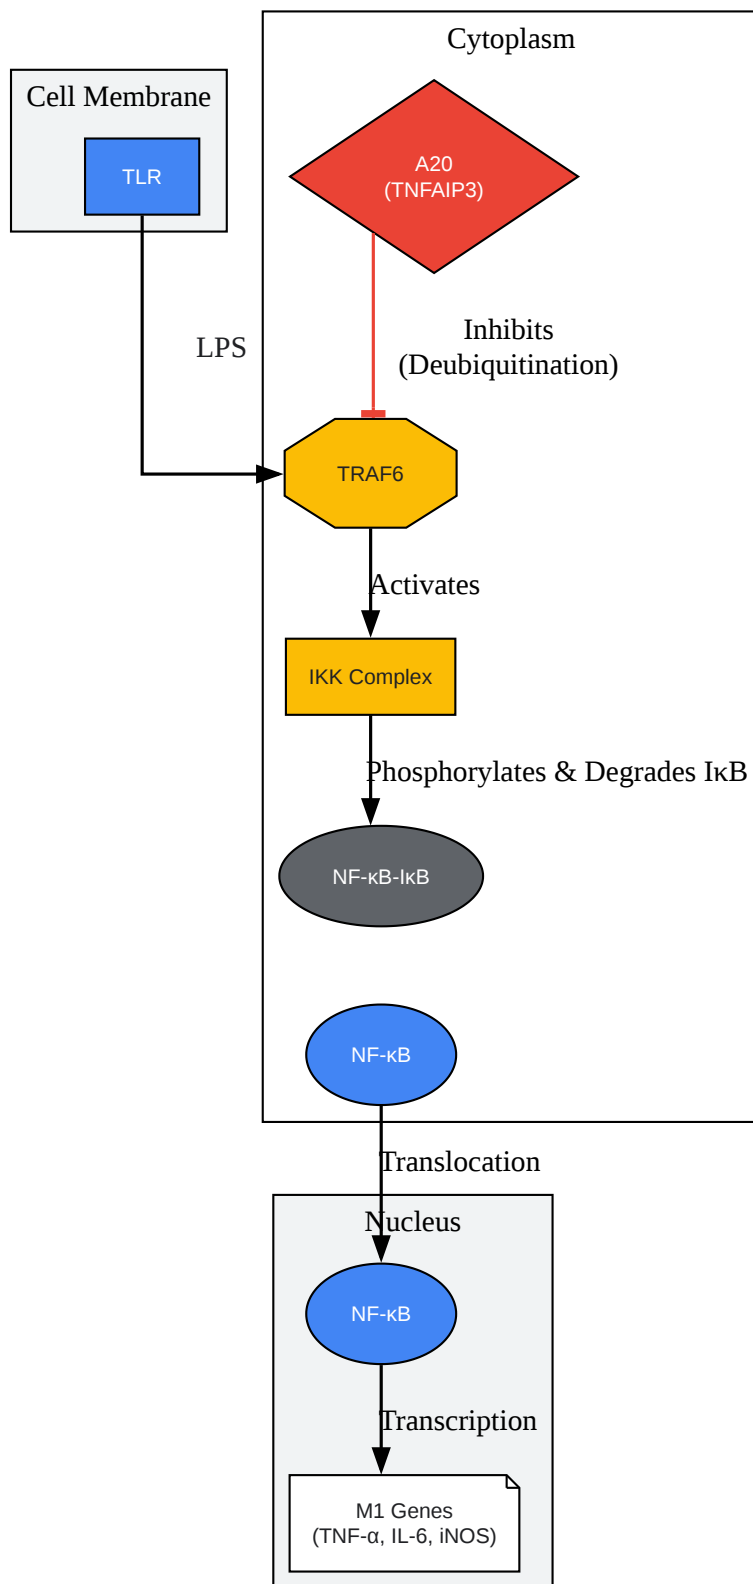 Cytoplasm
Cell Membrane
TLR
A20
(TNFAIP3)
LPS
Inhibits
(Deubiquitination)
TRAF6
Activates
IKK Complex
Phosphorylates & Degrades IκB
NF-κB-IκB
NF-κB
Translocation
Nucleus
NF-κB
Transcription
M1 Genes
(TNF-α, IL-6, iNOS)